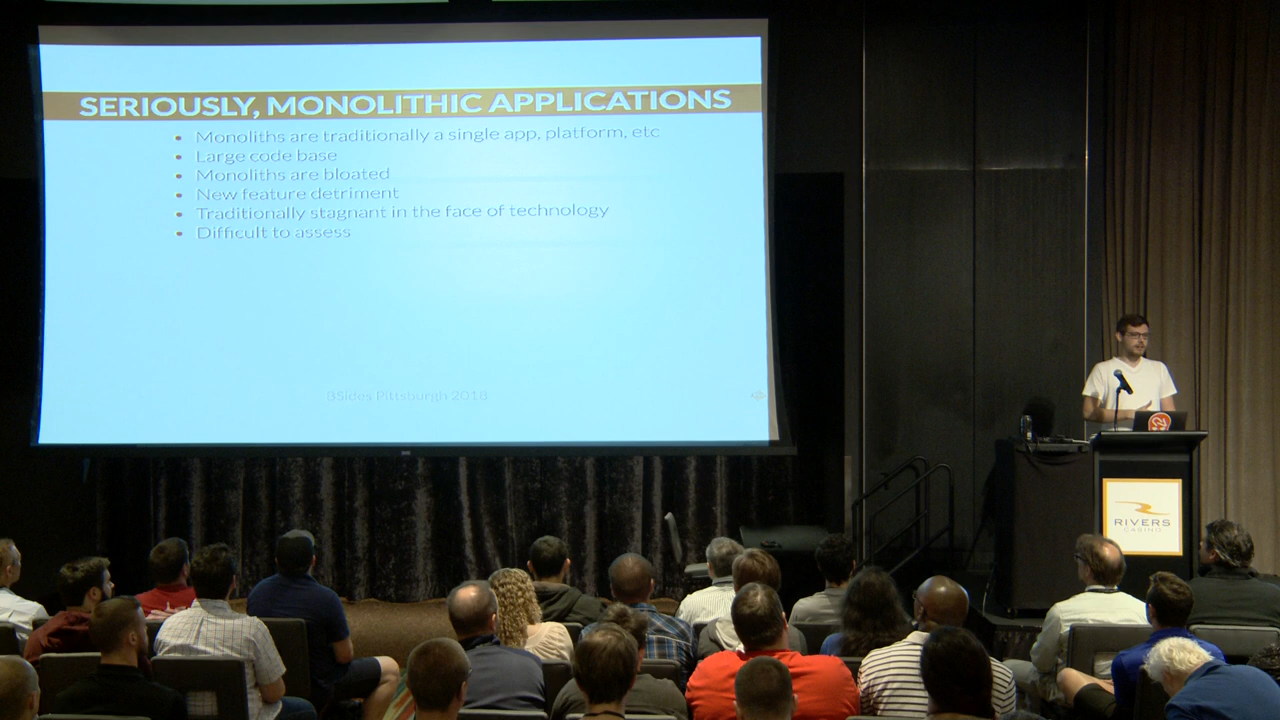 SERIOUSLY, MONOLITHIC APPLICATIONS
• Monoliths are traditionally a single app, platform, etc
• Large code base
• Monoliths are bloated
• New feature detriment
• Traditionally stagnant in the face of technology
• Difficult to assess
BSides Pittsburgh 2018
RIVERS
CASINO